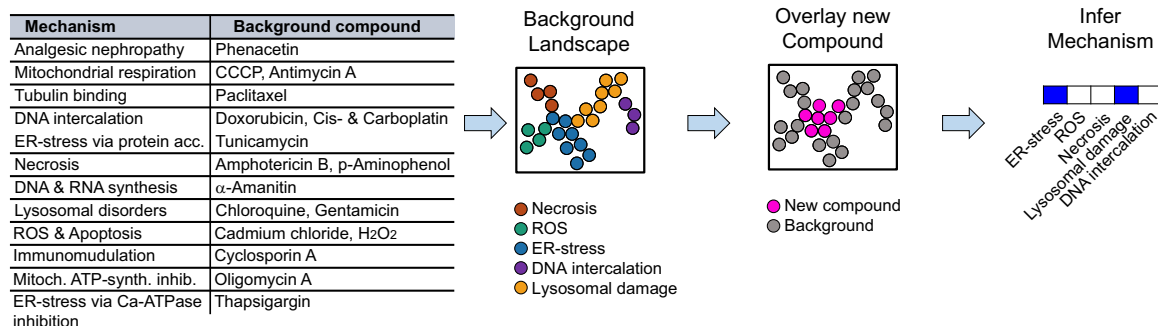 Mechanism Background compound
Analgesic nephropathy Phenacetin
Mitochondrial respiration CCCP, Antimycin A
Tubulin binding Paclitaxel
DNA intercalation Doxorubicin, Cis- & Carboplatin
ER-stress via protein acc. Tunicamycin
Necrosis Amphotericin B, p-Aminophenol
DNA & RNA synthesis α-Amanitin
Lysosomal disorders Chloroquine, Gentamicin
ROS & Apoptosis Cadmium chloride, H2O2
Immunomudulation Cyclosporin A
Mitoch. ATP-synth. inhib. Oligomycin A
ER-stress via Ca-ATPase Thapsigargin
inhibition
Background
Landscape
Necrosis
ROS
ER-stress
DNA intercalation
Lysosomal damage
Overlay new
Compound
New compound
Background
Infer
Mechanism
ER-stress
ROS
Necrosis
Lysosomal damage
DNA intercalation